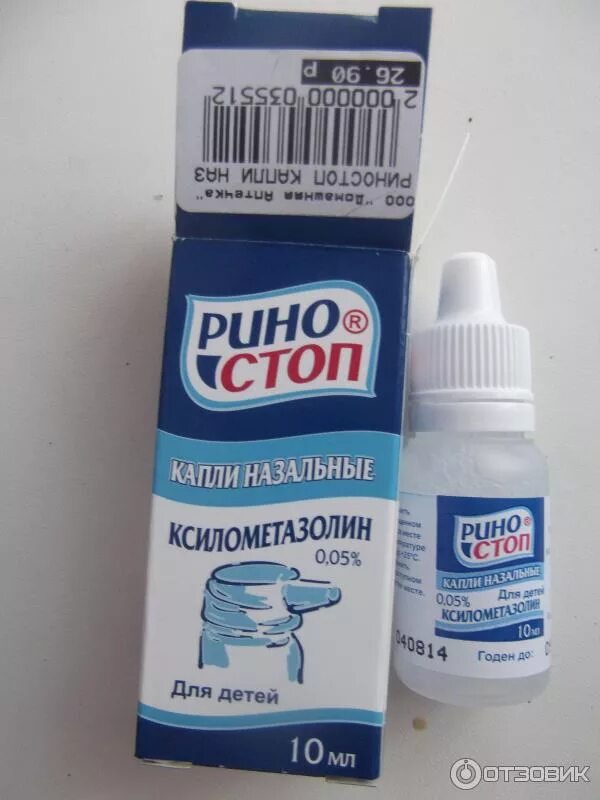 ООО "Домашняя Аптечка"
РИНОСТОП КАПЛИ НАЗ
2 000000 035512
26.90 р
РИНО®
СТОП
КАПЛИ НАЗАЛЬНЫЕ
КСИЛОМЕТАЗОЛИН
0,05%
Для детей
10 мл
РИНО®
СТОП
КАПЛИ НАЗАЛЬНЫЕ
Для детей
0,05%
КСИЛОМЕТАЗОЛИН
10 мл
040814
Годен до:
ОТЗОВИК